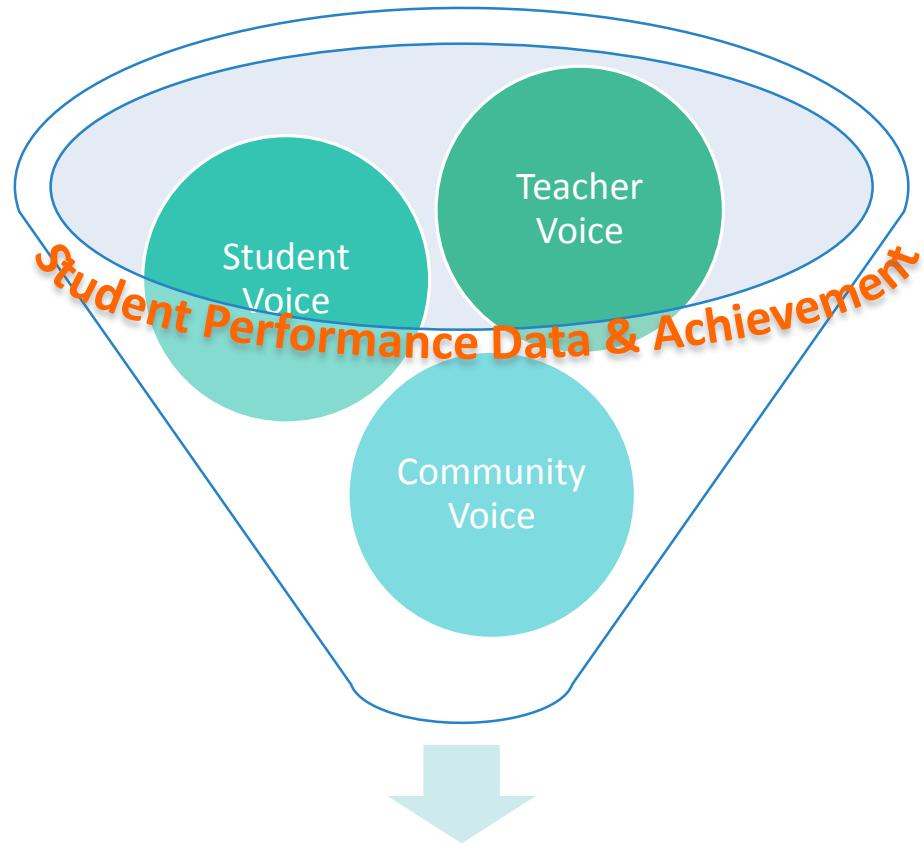 Teacher
Voice
Student
Voice
Student Performance Data & Achievement
Community
Voice